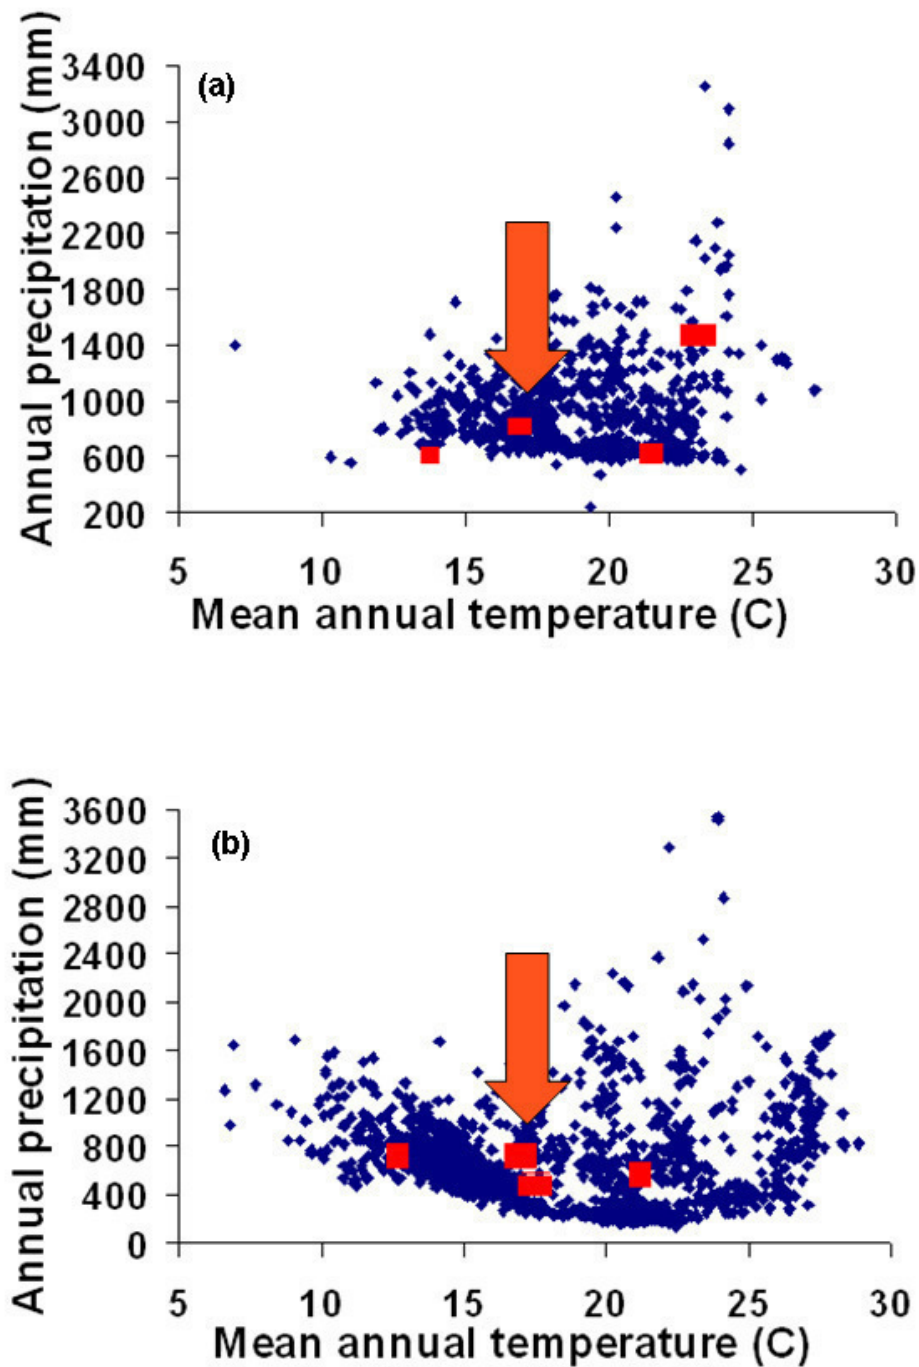 (a)
Annual precipitation (mm)
3400
3000
2600
2200
1800
1400
1000
600
200
5 10 15 20 25 30
Mean annual temperature (C)
(b)
Annual precipitation (mm)
3600
3200
2800
2400
2000
1600
1200
800
400
0
5 10 15 20 25 30
Mean annual temperature (C)